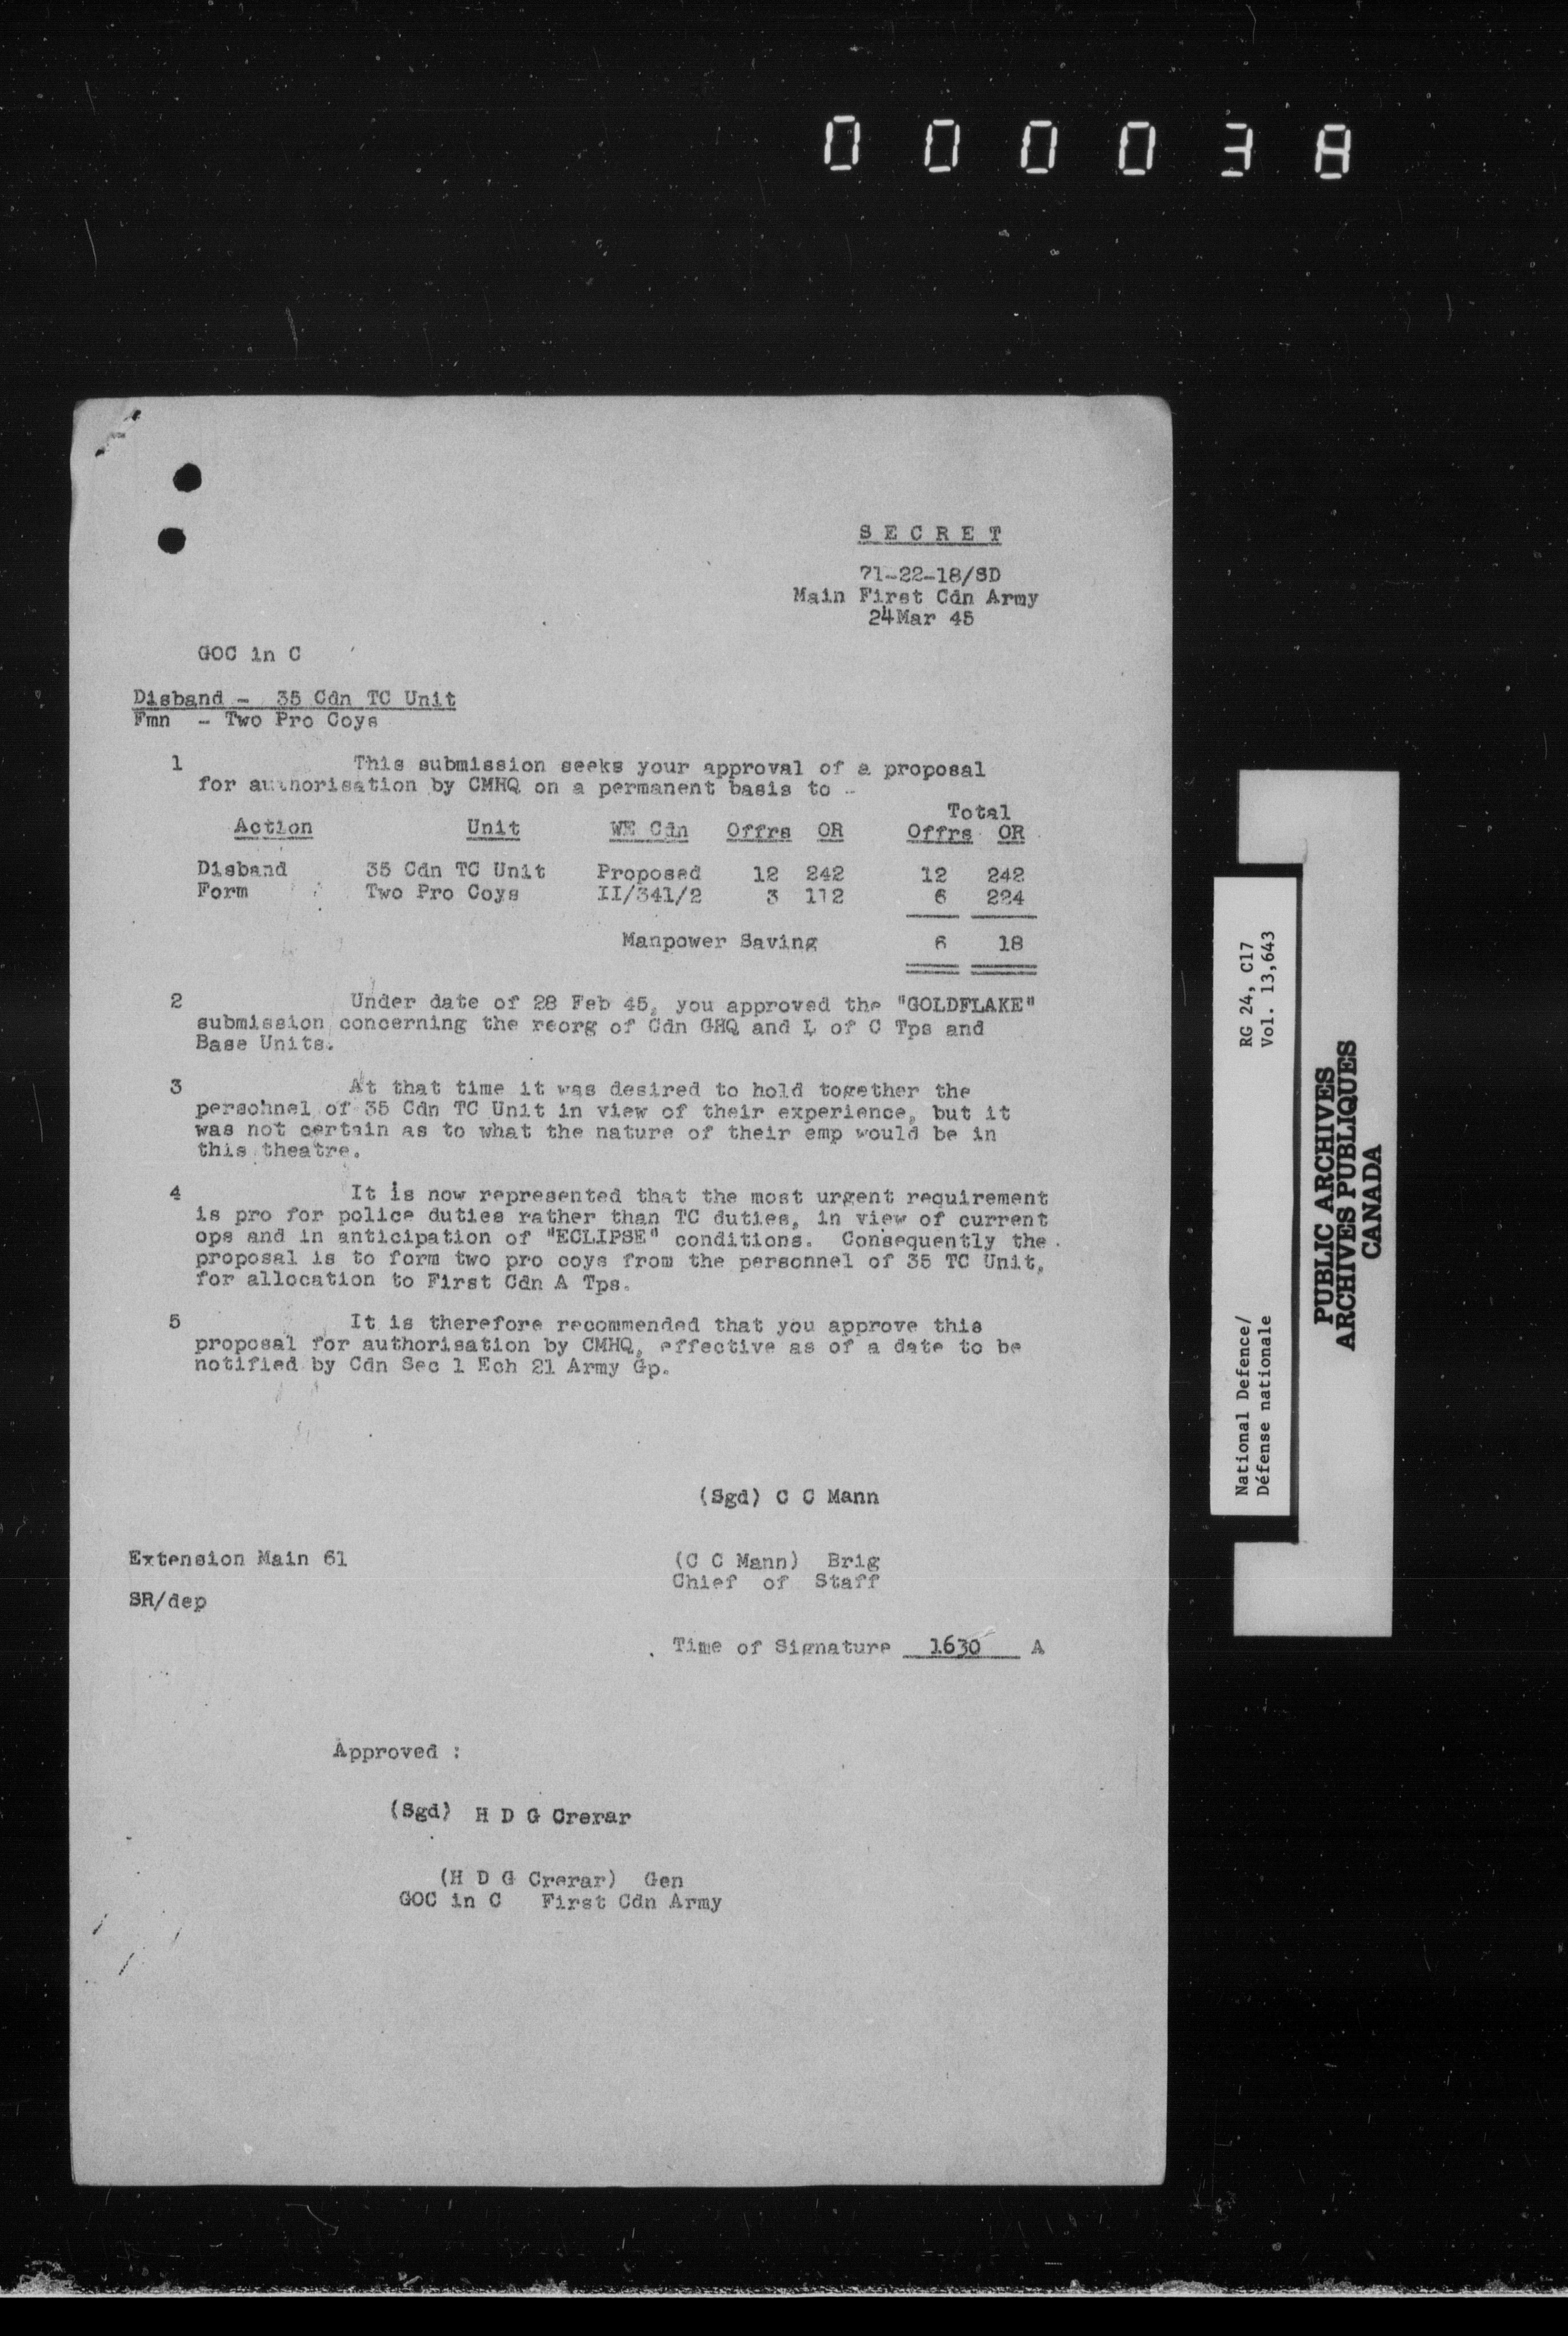 000038
S E C R E T
71-22-18/SD
Main First Cdn Army
24 Mar 45
GOC in C
Disband - 35 Cdn TC Unit
Fmn - Two Pro Coys
1 This submission seeks your approval of a proposal
for authorisation by CMHQ on a permanent basis to -
Total
Action Unit WE Cdn Offrs OR Offrs OR
Disband 35 Cdn TC Unit Proposed 12 242 12 242
Form Two Pro Coys II/341/2 3 112 6 224
Manpower Saving 6 18
2 Under date of 28 Feb 45, you approved the "GOLDFLAKE"
submission concerning the reorg of Cdn GHQ and L of C Tps and
Base Units.
3 At that time it was desired to hold together the
personnel of 35 Cdn TC Unit in view of their experience, but it
was not certain as to what the nature of their emp would be in
this theatre.
4 It is now represented that the most urgent requirement
is pro for police duties rather than TC duties, in view of current
ops and in anticipation of "ECLIPSE" conditions. Consequently the
proposal is to form two pro coys from the personnel of 35 TC Unit,
for allocation to First Cdn A Tps.
5 It is therefore recommended that you approve this
proposal for authorisation by CMHQ, effective as of a date to be
notified by Cdn Sec 1 Ech 21 Army Gp.
(Sgd) C C Mann
Extension Main 61
(C C Mann) Brig
Chief of Staff
SR/dep
Time of Signature 1630 A
Approved :
(Sgd) H D G Crerar
(H D G Crerar) Gen
GOC in C First Cdn Army
National Defence/
Défense nationale
RG 24, C17
Vol. 13,643
PUBLIC ARCHIVES
ARCHIVES PUBLIQUES
CANADA